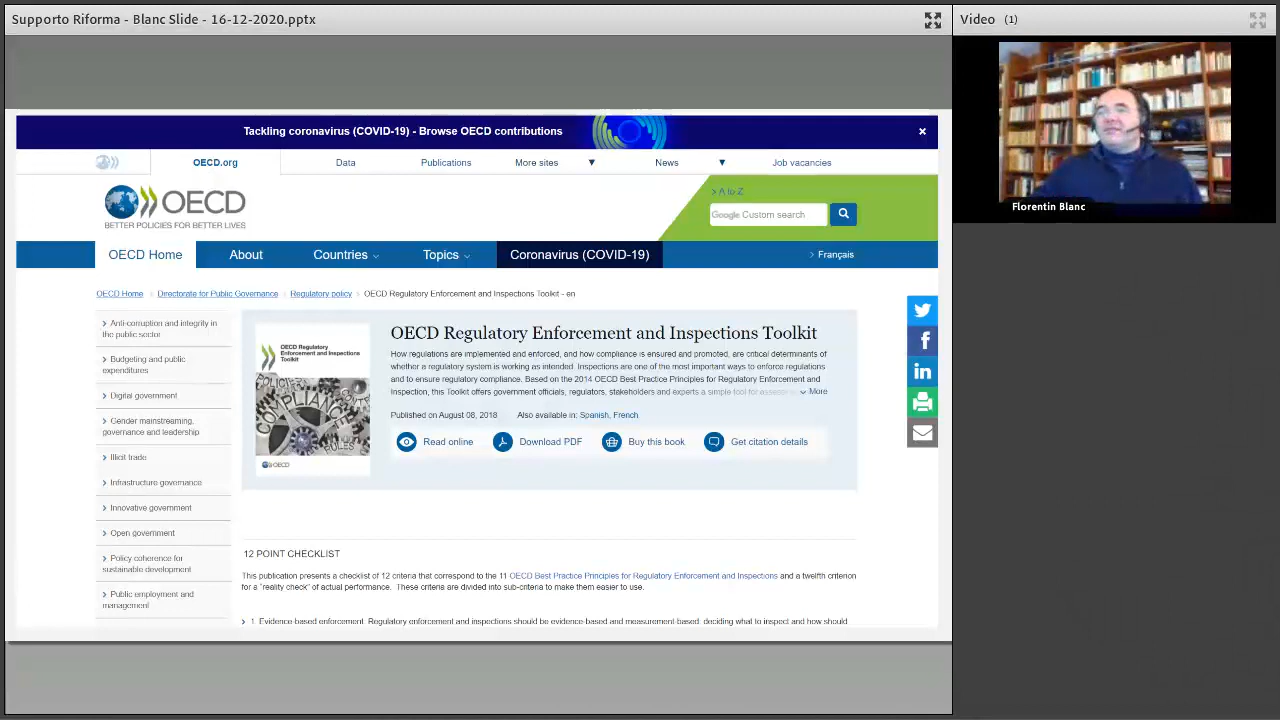 Supporto Riforma - Blanc Slide - 16-12-2020.pptx
Video (1)
Florentin Blanc
Tackling coronavirus (COVID-19) - Browse OECD contributions
×
OECD.org
Data
Publications
More sites ▼
News ▼
Job vacancies
OECD
BETTER POLICIES FOR BETTER LIVES
A to Z
Google Custom search
OECD Home
About
Countries
Topics
Coronavirus (COVID-19)
Français
OECD Home › Directorate for Public Governance › Regulatory policy › OECD Regulatory Enforcement and Inspections Toolkit - en
Anti-corruption and integrity in
the public sector
Budgeting and public
expenditures
Digital government
Gender mainstreaming,
governance and leadership
Illicit trade
Infrastructure governance
Innovative government
Open government
Policy coherence for
sustainable development
Public employment and
management
OECD Regulatory
Enforcement and Inspections
Toolkit
POLICIES
COMPLIANCE
RULES
OECD
OECD Regulatory Enforcement and Inspections Toolkit
How regulations are implemented and enforced, and how compliance is ensured and promoted, are critical determinants of
whether a regulatory system is working as intended. Inspections are one of the most important ways to enforce regulations
and to ensure regulatory compliance. Based on the 2014 OECD Best Practice Principles for Regulatory Enforcement and
Inspection, this Toolkit offers government officials, regulators, stakeholders and experts a simple tool for More
Published on August 08, 2018 Also available in: Spanish, French
Read online
Download PDF
Buy this book
Get citation details
12 POINT CHECKLIST
This publication presents a checklist of 12 criteria that correspond to the 11 OECD Best Practice Principles for Regulatory Enforcement and Inspections and a twelfth criterion
for a "reality check" of actual performance. These criteria are divided into sub-criteria to make them easier to use.
1. Evidence based enforcement. Regulatory enforcement and inspections should be evidence-based and measurement-based: deciding what to inspect and how should